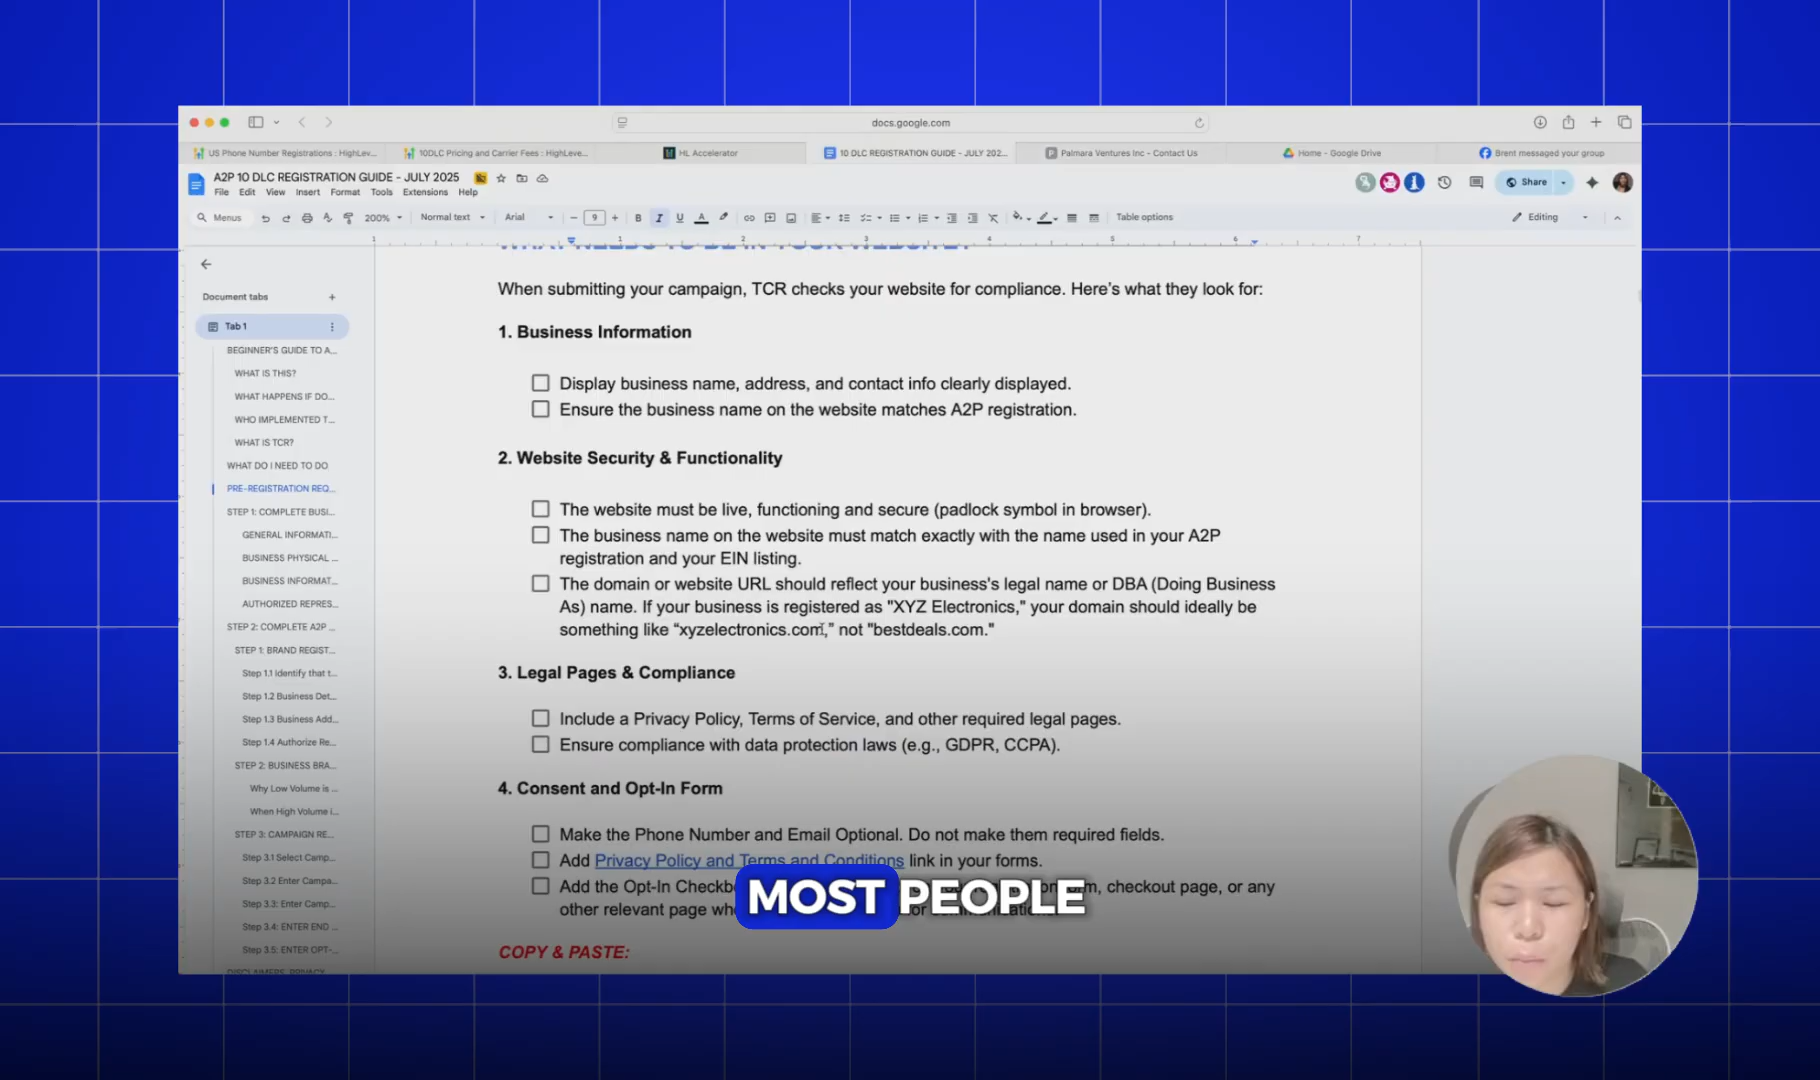 docs.google.com
US Phone Number Registrations : HighLev...
10DLC Pricing and Carrier Fees : HighLeve...
HL Accelerator
10 DLC REGISTRATION GUIDE - JULY 202...
Palmara Ventures Inc - Contact Us
Home - Google Drive
Brent messaged your group
A2P 10 DLC REGISTRATION GUIDE - JULY 2025
File Edit View Insert Format Tools Extensions Help
Share
Menus
200%
Normal text
Arial
9
Table options
Editing
1 1 2 3 4 5 6 7
Document tabs
Tab 1
BEGINNER'S GUIDE TO A...
WHAT IS THIS?
WHAT HAPPENS IF DO...
WHO IMPLEMENTED T...
WHAT IS TCR?
WHAT DO I NEED TO DO
PRE-REGISTRATION REQ...
STEP 1: COMPLETE BUSI...
GENERAL INFORMATI...
BUSINESS PHYSICAL ...
BUSINESS INFORMAT...
AUTHORIZED REPRES...
STEP 2: COMPLETE A2P ...
STEP 1: BRAND REGIST...
Step 1.1 Identify that t...
Step 1.2 Business Det...
Step 1.3 Business Add...
Step 1.4 Authorize Re...
STEP 2: BUSINESS BRA...
Why Low Volume is ...
When High Volume i...
STEP 3: CAMPAIGN RE...
Step 3.1 Select Camp...
Step 3.2 Enter Campa...
Step 3.3: Enter Camp...
Step 3.4: ENTER END ...
Step 3.5: ENTER OPT-...
DISCLAIMERS, PRIVACY
WHAT NEEDS TO BE IN YOUR WEBSITE?
When submitting your campaign, TCR checks your website for compliance. Here's what they look for:
1. Business Information
Display business name, address, and contact info clearly displayed.
Ensure the business name on the website matches A2P registration.
2. Website Security & Functionality
The website must be live, functioning and secure (padlock symbol in browser).
The business name on the website must match exactly with the name used in your A2P
registration and your EIN listing.
The domain or website URL should reflect your business's legal name or DBA (Doing Business
As) name. If your business is registered as "XYZ Electronics," your domain should ideally be
something like “xyzelectronics.com,” not "bestdeals.com."
3. Legal Pages & Compliance
Include a Privacy Policy, Terms of Service, and other required legal pages.
Ensure compliance with data protection laws (e.g., GDPR, CCPA).
4. Consent and Opt-In Form
Make the Phone Number and Email Optional. Do not make them required fields.
Add Privacy Policy and Terms and Conditions link in your forms.
Add the Opt-In Checkb , checkout page, or any
other relevant page
MOST PEOPLE
COPY & PASTE: